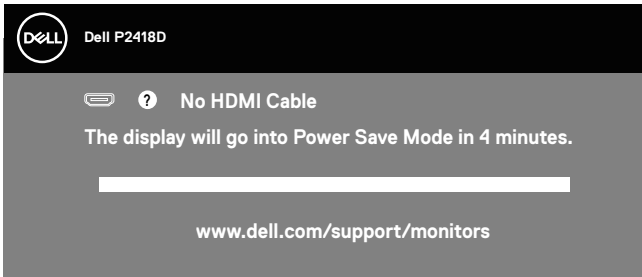 DELL
Dell P2418D
? No HDMI Cable
The display will go into Power Save Mode in 4 minutes.
www.dell.com/support/monitors